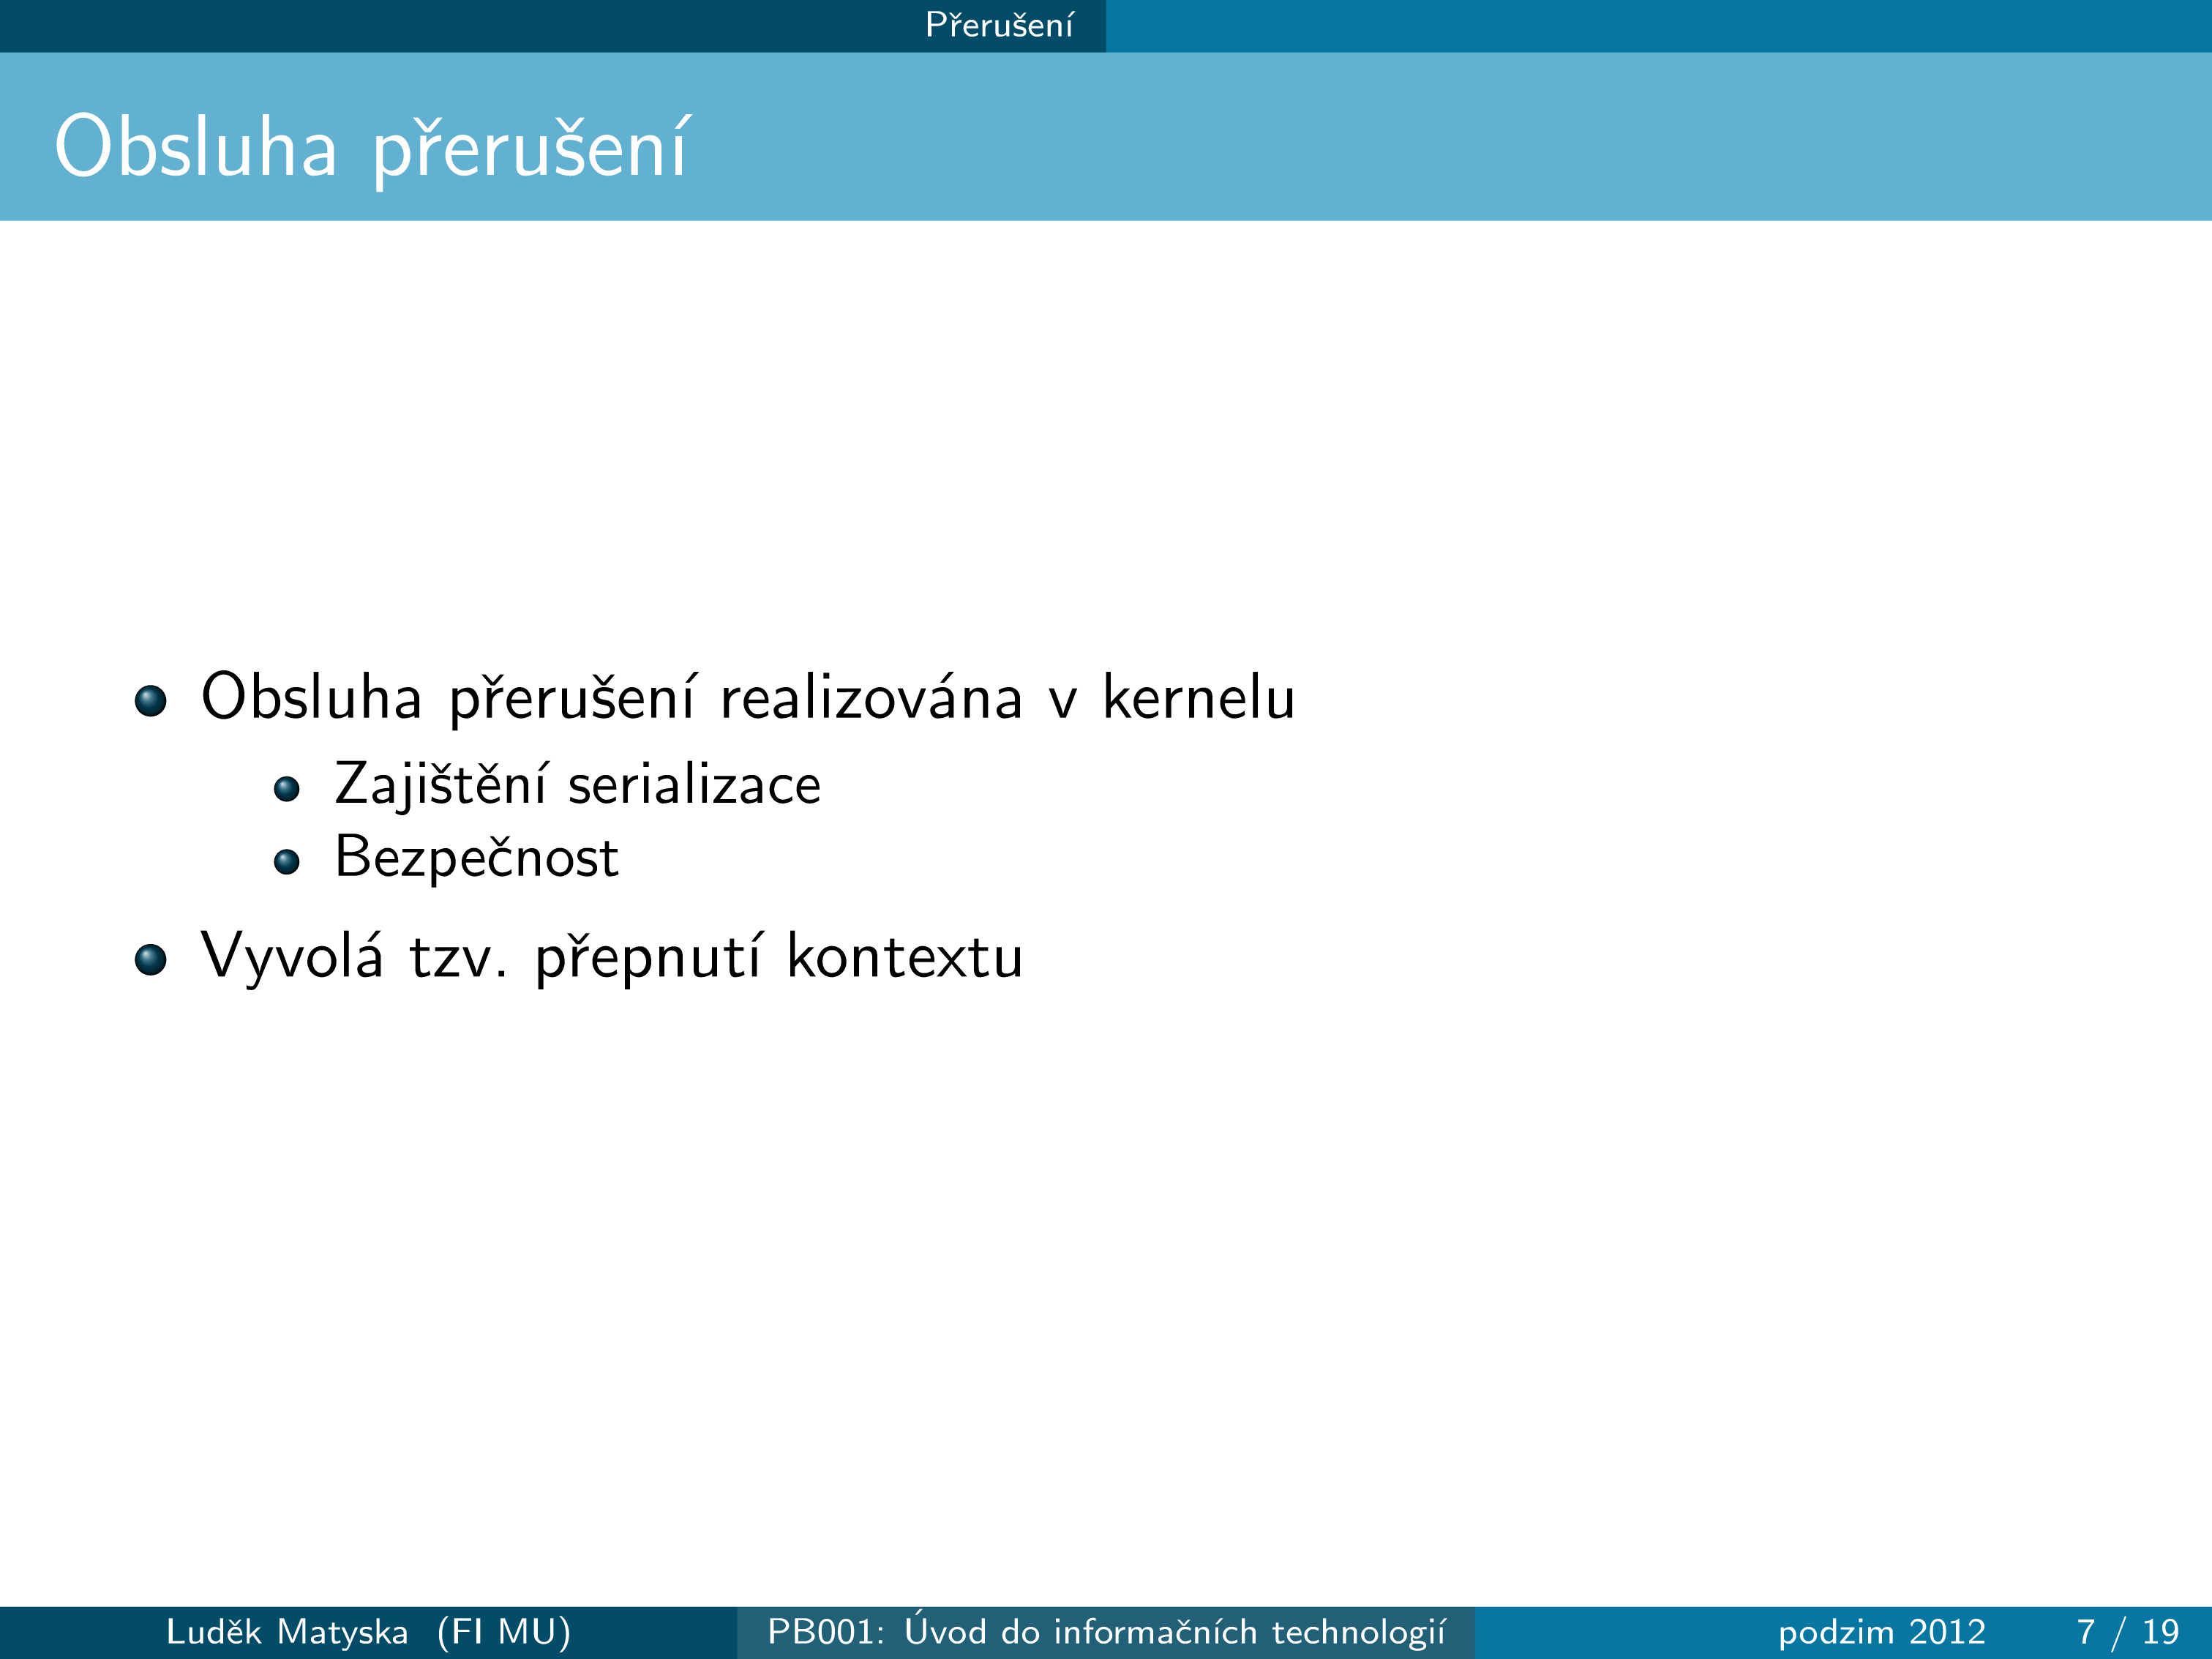 Přerušení
Obsluha přerušení
Obsluha přerušení realizována v kernelu
Zajištění serializace
Bezpečnost
Vyvolá tzv. přepnutí kontextu
Luděk Matyska (FI MU) PB001: Úvod do informačních technologií podzim 2012 7 / 19